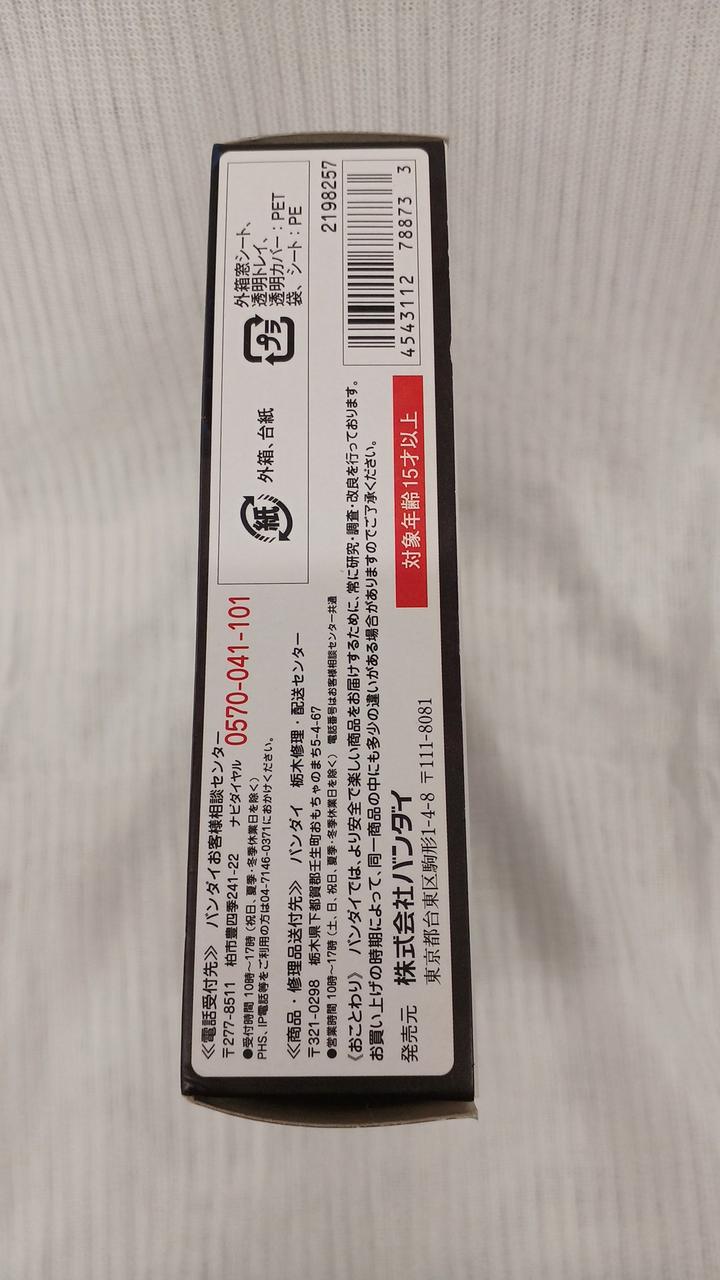 ≪電話受付先≫ バンダイお客様相談センター
〒277-8511 柏市豊四季241-22 ナビダイヤル 0570-041-101
●受付時間 10時～17時（祝日、夏季・冬季休業日を除く）
PHS、IP電話等をご利用の方は04-7146-0371におかけください。
≪商品・修理品送付先≫ バンダイ 栃木修理・配送センター
〒321-0298 栃木県下都賀郡壬生町おもちゃのまち5-4-67
●営業時間 10時～17時（土、日、祝日、夏季・冬季休業日を除く） 電話番号はお客様相談センター共通
《おことわり》 バンダイでは、より安全で楽しい商品をお届けするために、常に研究・調査・改良を行っております。
お買い上げの時期によって、同一商品の中にも多少の違いがある場合がありますのでご了承ください。
発売元 株式会社バンダイ
東京都台東区駒形1-4-8 〒111-8081
対象年齢15才以上
紙 外箱、台紙
プラ
外箱窓シート、
透明トレイ、
透明カバー：PET
袋、シート：PE
2198257
4543112 78873 3